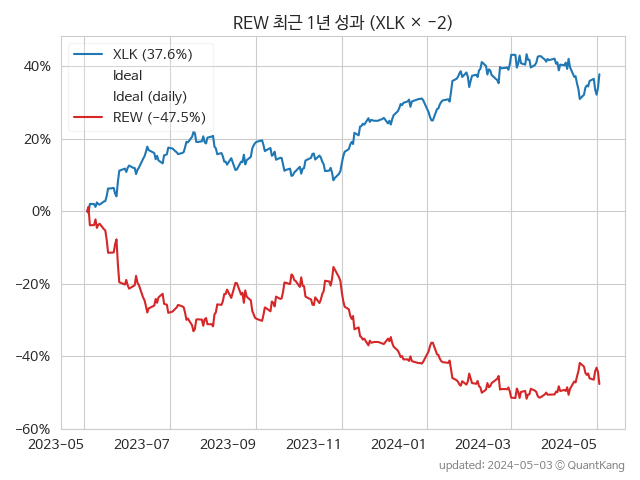 REW 최근 1년 성과 (XLK × −2)
XLK (37.6%)
Ideal
Ideal (daily)
REW (−47.5%)
40%
20%
0%
−20%
−40%
−60%
2023-05 2023-07 2023-09 2023-11 2024-01 2024-03 2024-05
updated: 2024-05-03 © QuantKang